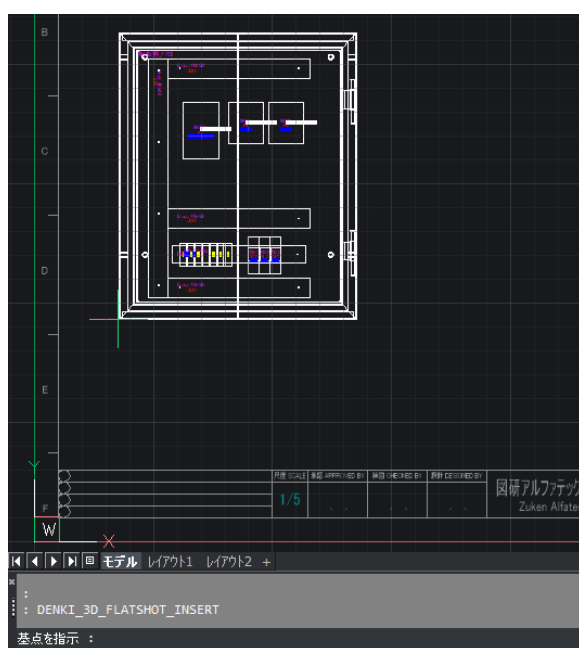 B
C
D
E
F
尺度 SCALE 承認 APPROVED BY 検図 CHECKED BY 設計 DESIGNED BY
1/5
図研アルファテック
Zuken Alfatec
W
X
Y
モデル レイアウト1 レイアウト2 +
:
: DENKI_3D_FLATSHOT_INSERT
基点を指示 :